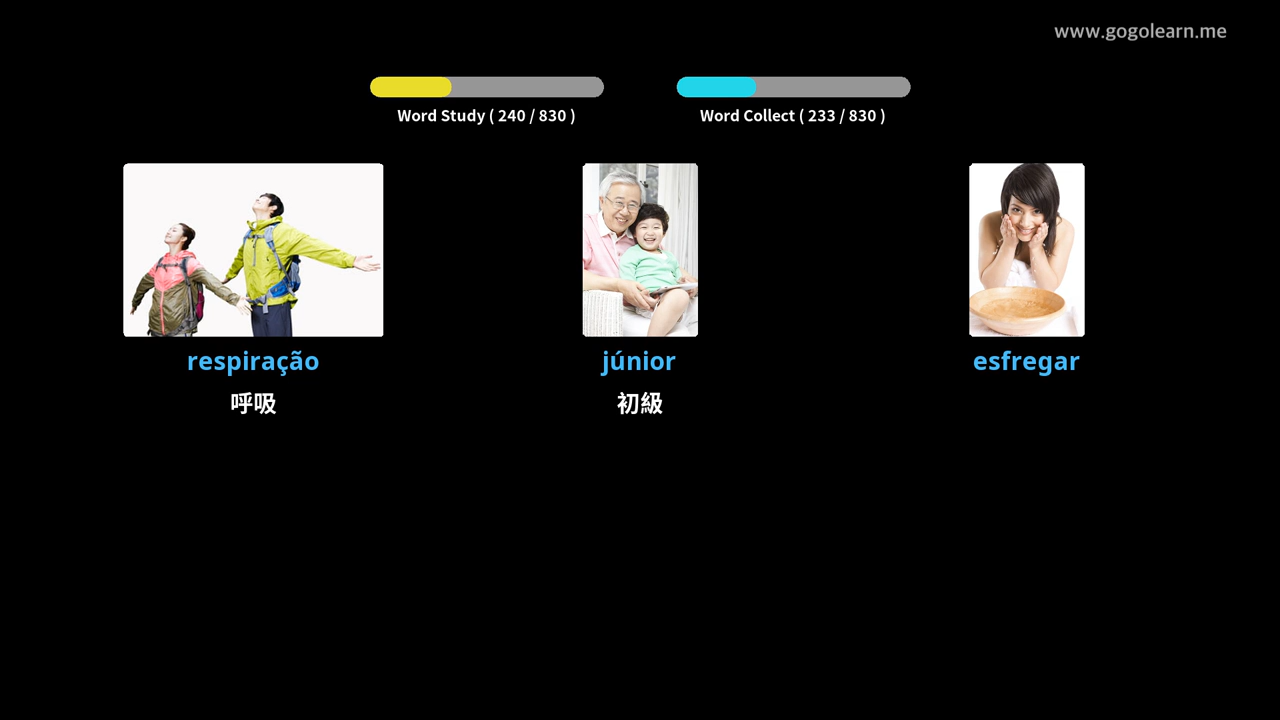 www.gogolearn.me
Word Study ( 240 / 830 )
Word Collect ( 233 / 830 )
respiração
júnior
esfregar
呼吸
初級